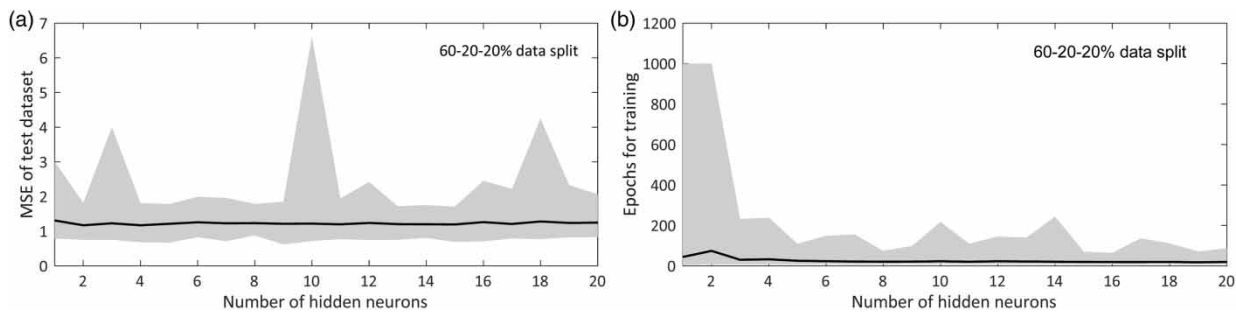 (a)
7
6
5
4
3
2
1
0
MSE of test dataset
60-20-20% data split
2 4 6 8 10 12 14 16 18 20
Number of hidden neurons
(b)
1200
1000
800
600
400
200
0
Epochs for training
60-20-20% data split
2 4 6 8 10 12 14 16 18 20
Number of hidden neurons